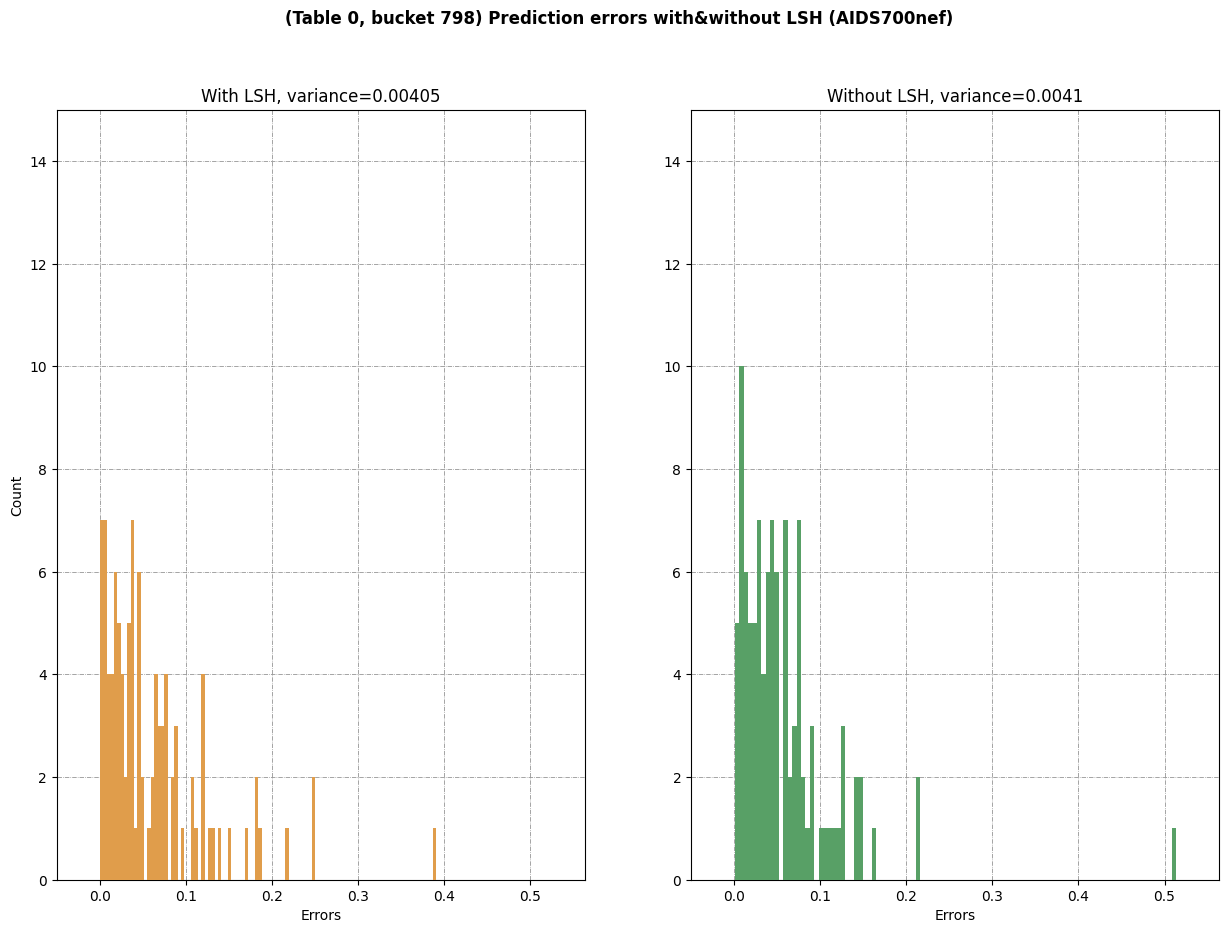 (Table 0, bucket 798) Prediction errors with&without LSH (AIDS700nef)
With LSH, variance=0.00405
14
12
10
8
6
4
2
0
Count
0.0 0.1 0.2 0.3 0.4 0.5
Errors
Without LSH, variance=0.0041
14
12
10
8
6
4
2
0
0.0 0.1 0.2 0.3 0.4 0.5
Errors